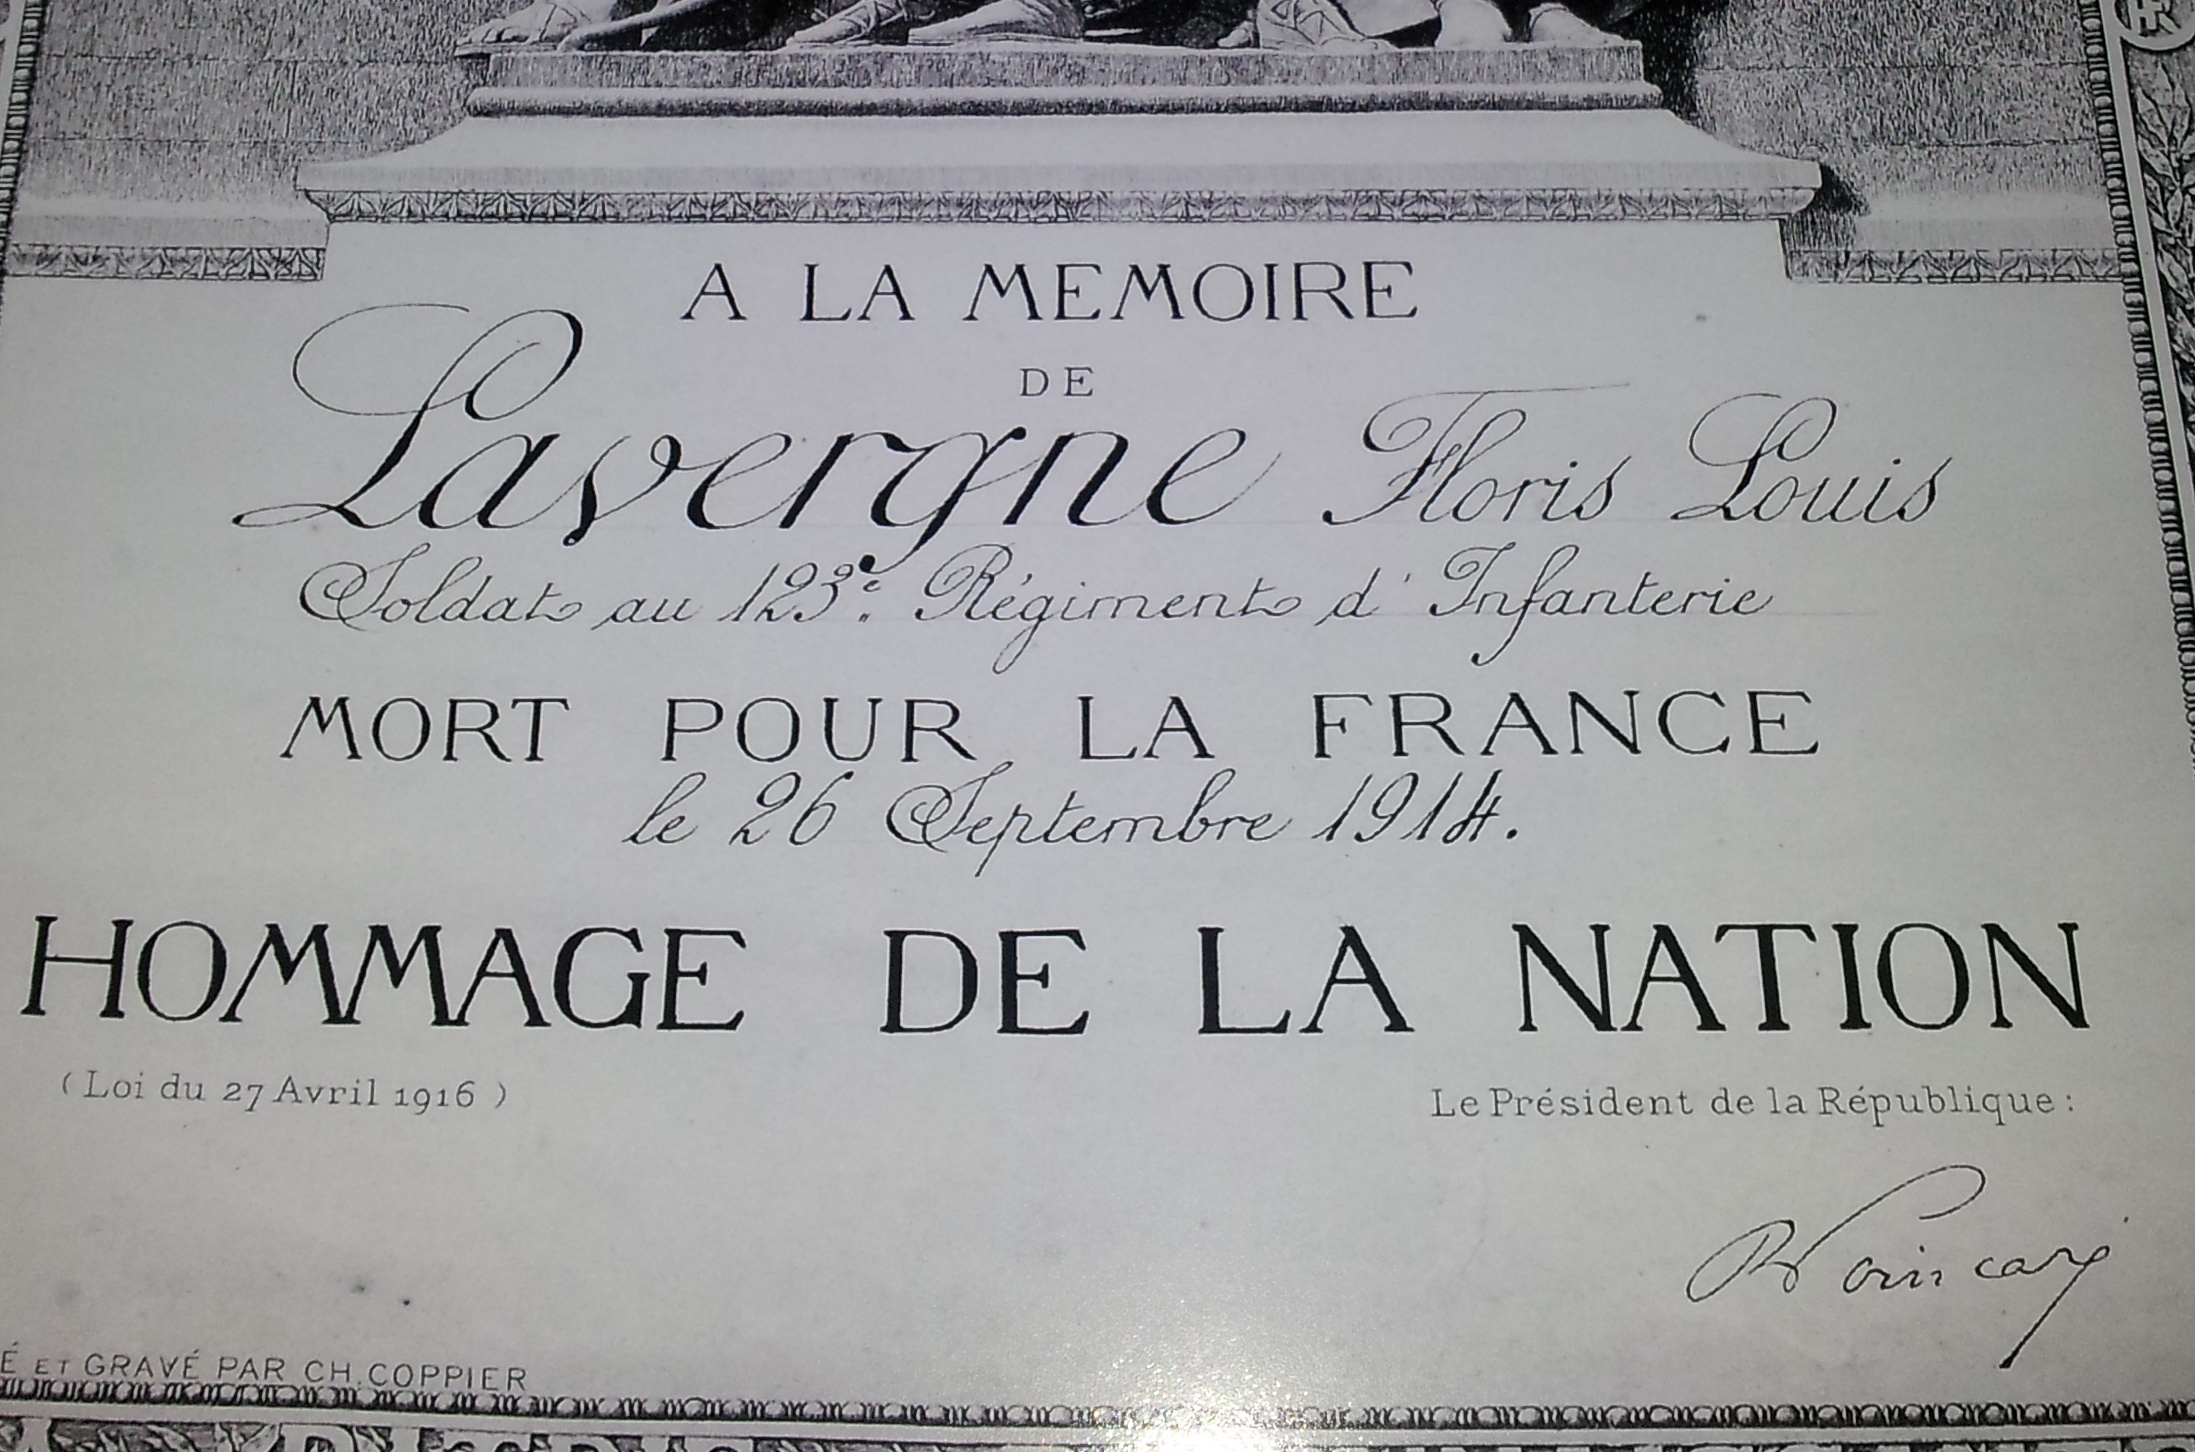 A LA MEMOIRE
DE
Lavergne Floris Louis
Soldat au 123e. Régiment d'Infanterie
MORT POUR LA FRANCE
le 26 Septembre 1914.
HOMMAGE DE LA NATION
(Loi du 27 Avril 1916)
Le Président de la République:
R Poincaré
É ET GRAVÉ PAR CH. COPPIER